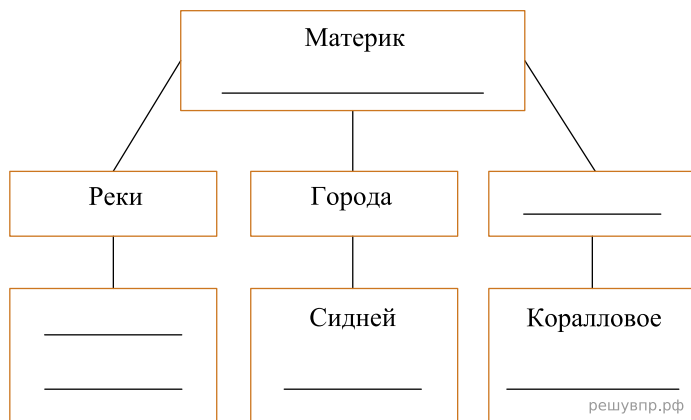 Материк
Реки
Города
Сидней
Коралловое
решувпр.рф